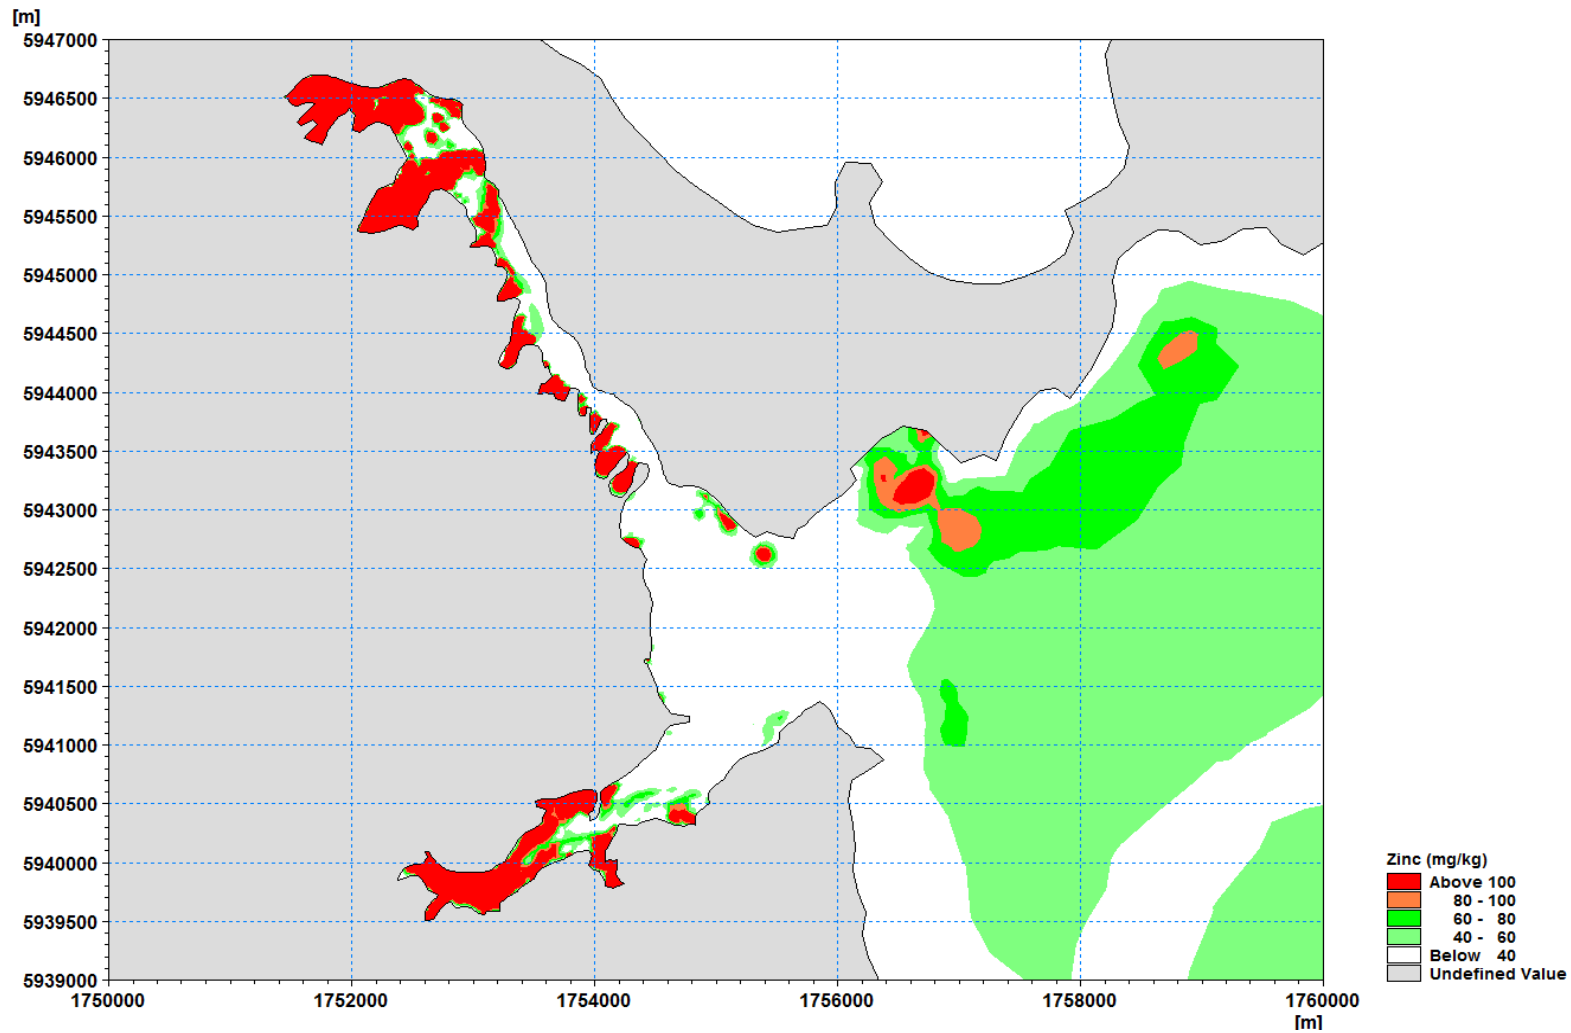 [m]
5947000
5946500
5946000
5945500
5945000
5944500
5944000
5943500
5943000
5942500
5942000
5941500
5941000
5940500
5940000
5939500
5939000
1750000 1752000 1754000 1756000 1758000 1760000
[m]
Zinc (mg/kg)
Above 100
80 - 100
60 - 80
40 - 60
Below 40
Undefined Value